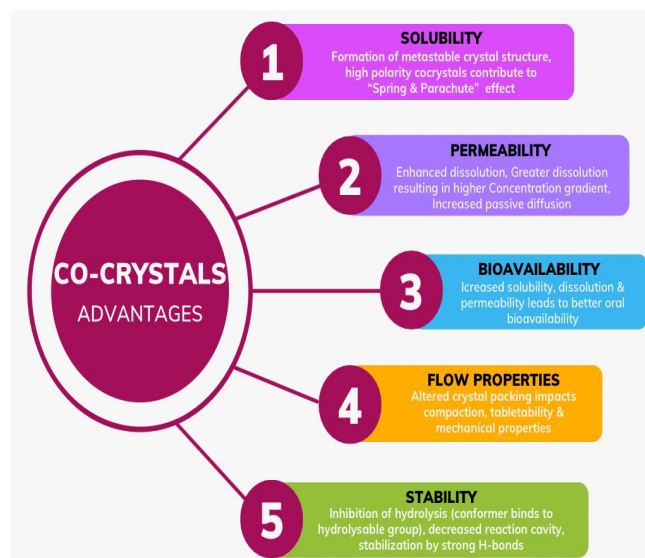 CO-CRYSTALS
ADVANTAGES
1
SOLUBILITY
Formation of metastable crystal structure,
high polarity cocrystals contribute to
“Spring & Parachute” effect
2
PERMEABILITY
Enhanced dissolution, Greater dissolution
resulting in higher Concentration gradient,
Increased passive diffusion
3
BIOAVAILABILITY
Icreased solubility, dissolution &
permeability leads to better oral
bioavailability
4
FLOW PROPERTIES
Altered crystal packing impacts
compaction, tabletability &
mechanical properties
5
STABILITY
Inhibition of hydrolysis (conformer binds to
hydrolysable group), decreased reaction cavity,
stabilization by strong H-bonds